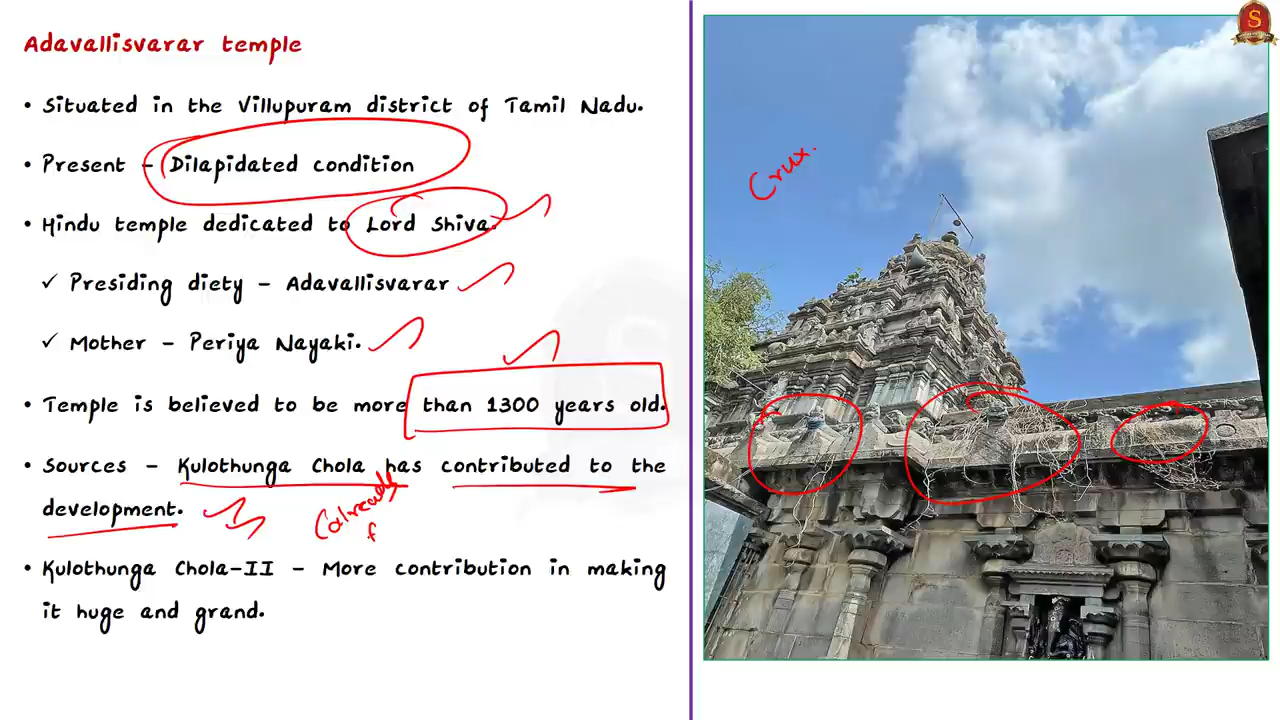 Adavallisvarar temple
• Situated in the Villupuram district of Tamil Nadu.
• Present - Dilapidated condition
• Hindu temple dedicated to Lord Shiva.
✓ Presiding diety - Adavallisvarar
✓ Mother - Periya Nayaki.
• Temple is believed to be more than 1300 years old.
• Sources - Kulothunga Chola has contributed to the
development.
(already
f
• Kulothunga Chola-II - More contribution in making
it huge and grand.
Crux.
S